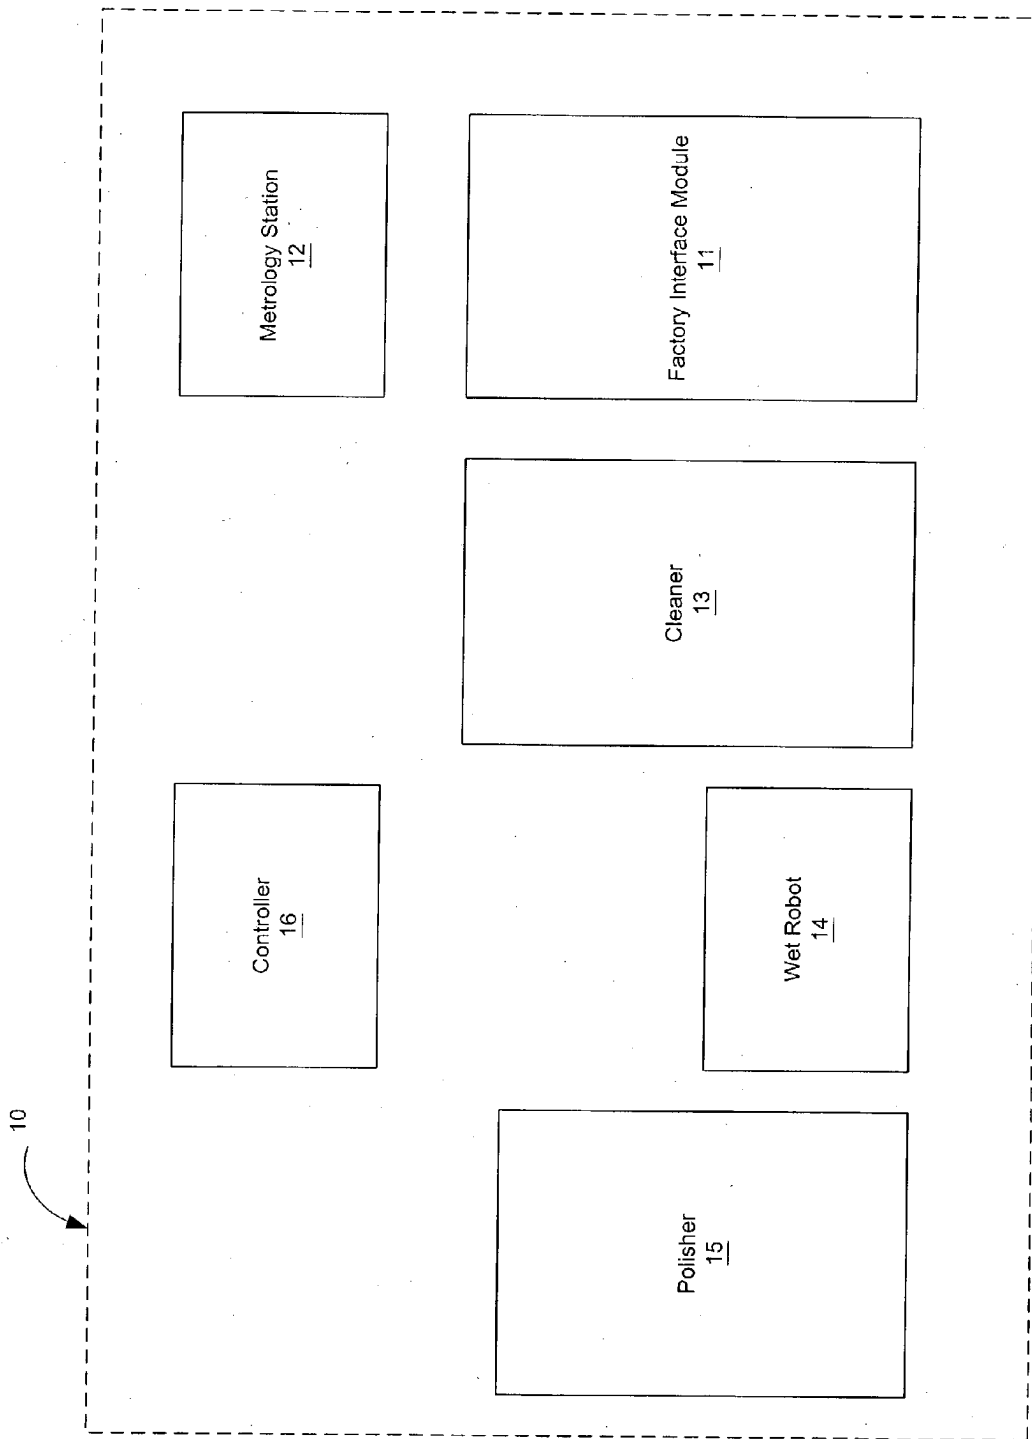 10
Controller
16
Metrology Station
12
Polisher
15
Wet Robot
14
Cleaner
13
Factory Interface Module
11